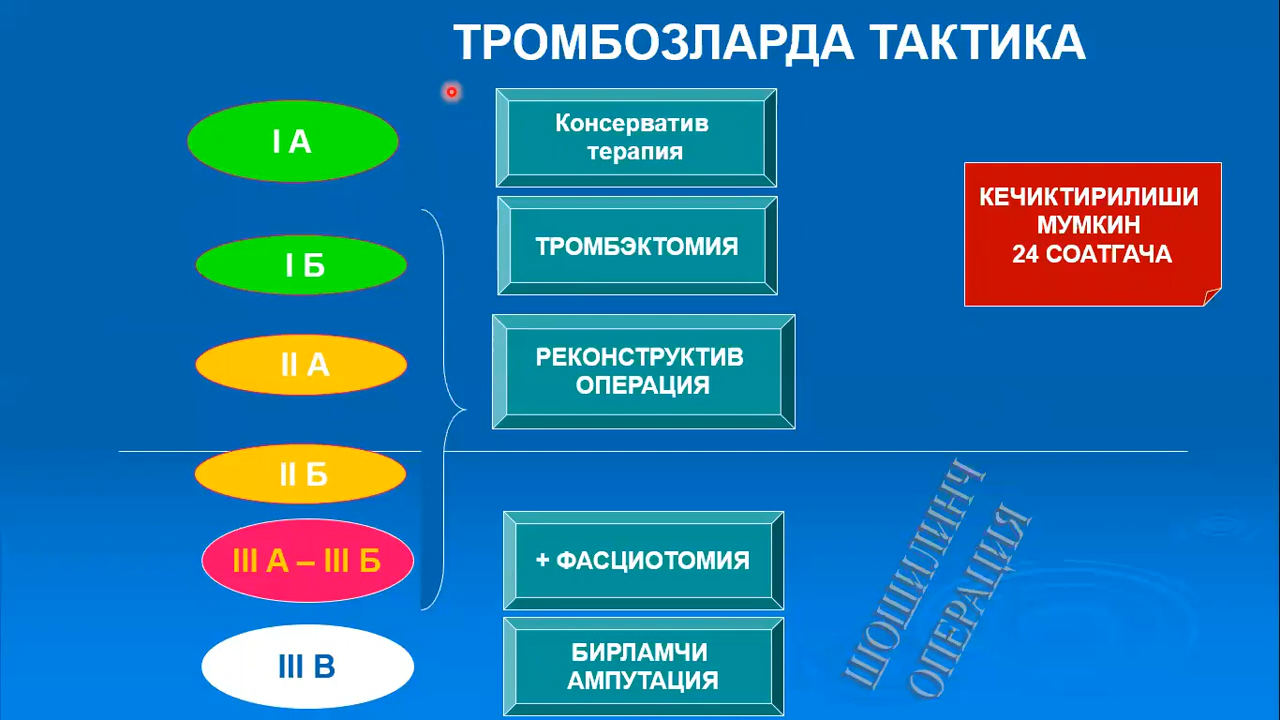 ТРОМБОЗЛАРДА ТАКТИКА
I А
Консерватив
терапия
КЕЧИКТИРИЛИШИ
МУМКИН
24 СОАТГАЧА
I Б
ТРОМБЭКТОМИЯ
II А
РЕКОНСТРУКТИВ
ОПЕРАЦИЯ
II Б
III А – III Б
+ ФАСЦИОТОМИЯ
ШОШИЛИНЧ
ОПЕРАЦИЯ
III В
БИРЛАМЧИ
АМПУТАЦИЯ